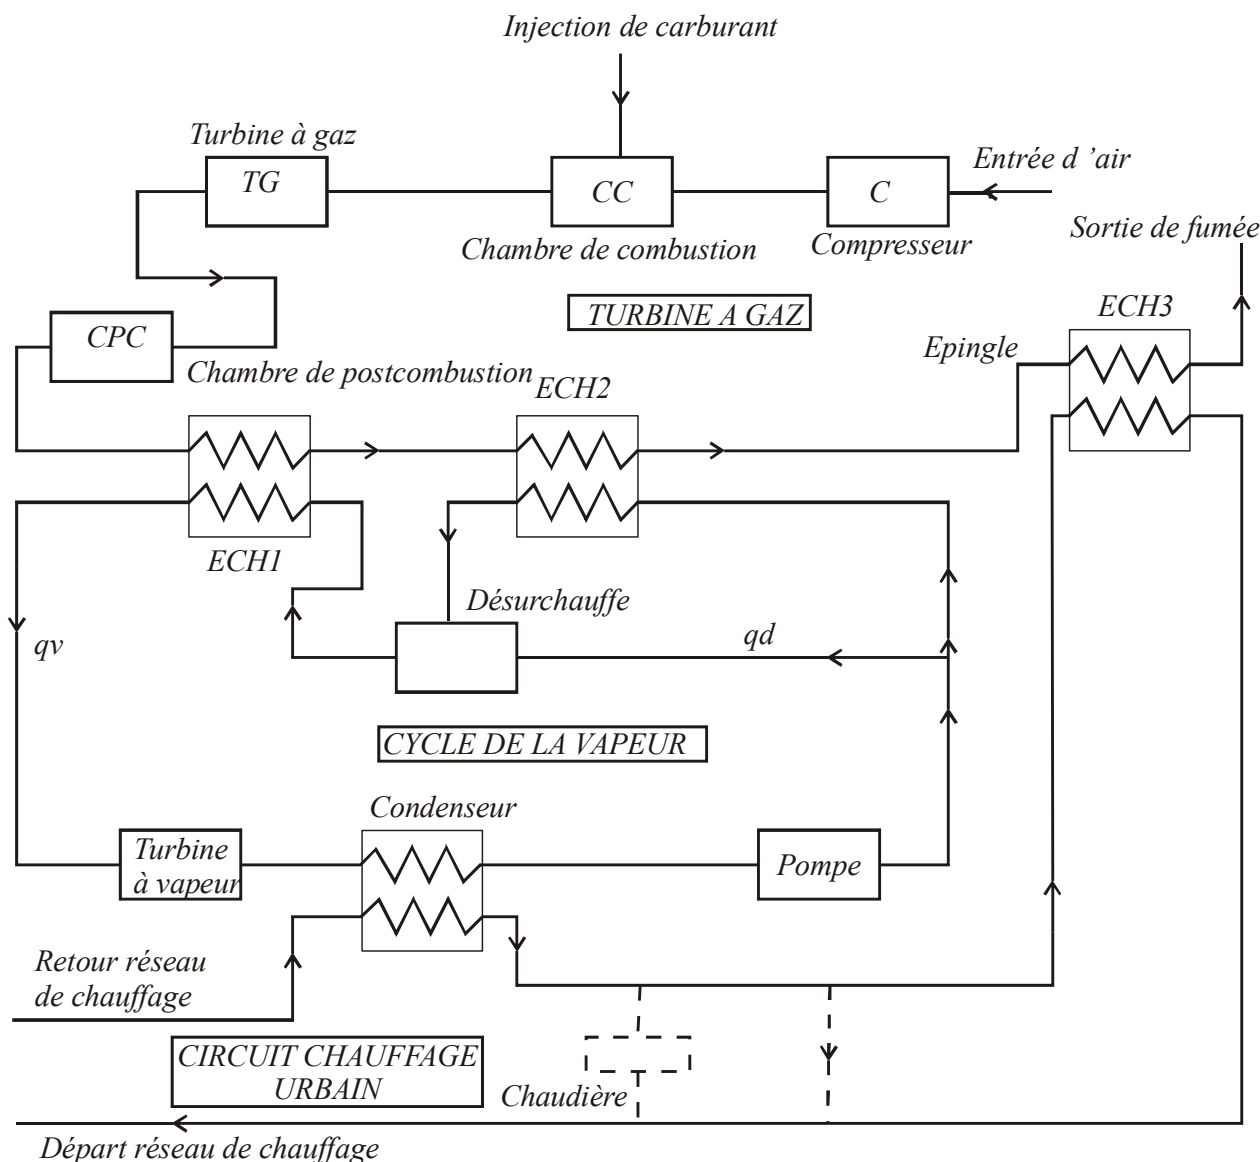 Injection de carburant
Turbine à gaz
TG
CC
C
Entrée d ’air
Chambre de combustion
Compresseur
Sortie de fumée
TURBINE A GAZ
ECH3
CPC
Epingle
Chambre de postcombustion
ECH2
ECH1
Désurchauffe
qv
qd
CYCLE DE LA VAPEUR
Condenseur
Turbine
à vapeur
Pompe
Retour réseau
de chauffage
CIRCUIT CHAUFFAGE
URBAIN
Chaudière
Départ réseau de chauffage